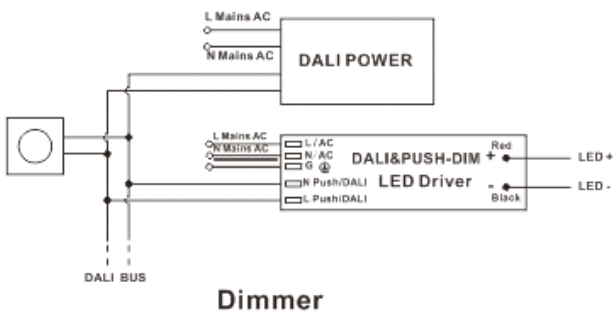 L Mains AC
N Mains AC
DALI POWER
L Mains AC
N Mains AC
L/AC
N/AC
G
DALI&PUSH-DIM
LED Driver
Red
+
LED +
N Push/DALI
-
LED -
L Push/DALI
Black
DALI BUS
Dimmer